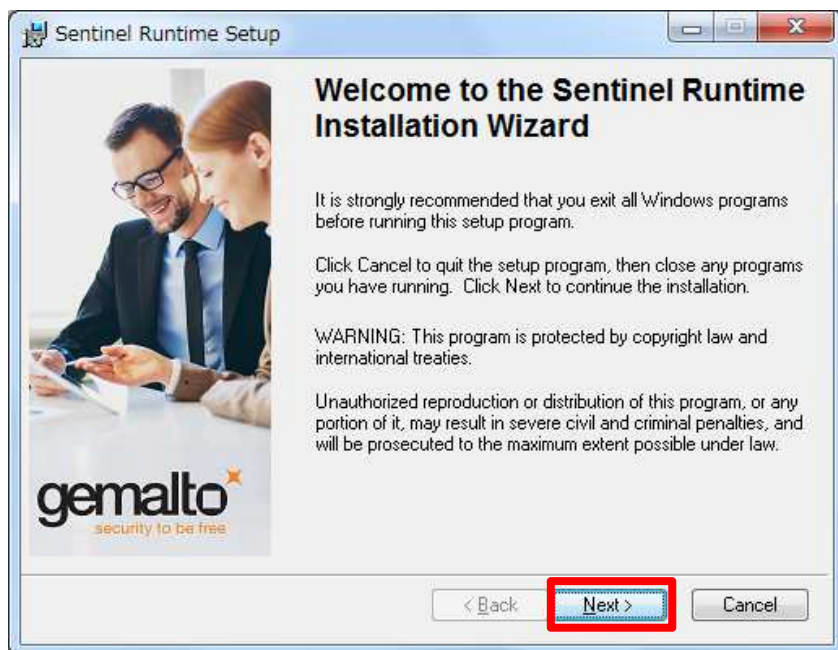 Sentinel Runtime Setup
Welcome to the Sentinel Runtime
Installation Wizard
It is strongly recommended that you exit all Windows programs
before running this setup program.
Click Cancel to quit the setup program, then close any programs
you have running.  Click Next to continue the installation.
WARNING: This program is protected by copyright law and
international treaties.
Unauthorized reproduction or distribution of this program, or any
portion of it, may result in severe civil and criminal penalties, and
will be prosecuted to the maximum extent possible under law.
gemalto
security to be free
< Back Next > Cancel